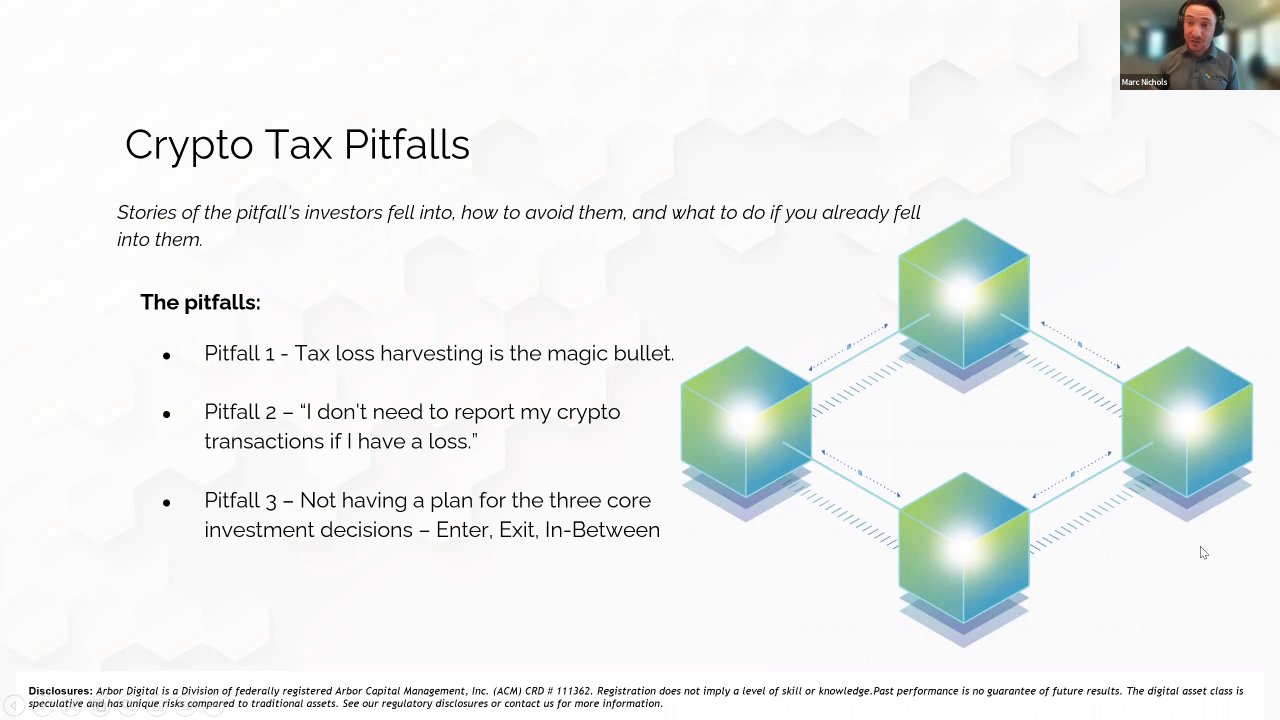 Marc Nichols
Crypto Tax Pitfalls
Stories of the pitfall's investors fell into, how to avoid them, and what to do if you already fell
into them.
The pitfalls:
● Pitfall 1 - Tax loss harvesting is the magic bullet.
● Pitfall 2 – “I don't need to report my crypto
transactions if I have a loss.”
● Pitfall 3 – Not having a plan for the three core
investment decisions – Enter, Exit, In-Between
Disclosures: Arbor Digital is a Division of federally registered Arbor Capital Management, Inc. (ACM) CRD # 111362. Registration does not imply a level of skill or knowledge.Past performance is no guarantee of future results. The digital asset class is
speculative and has unique risks compared to traditional assets. See our regulatory disclosures or contact us for more information.